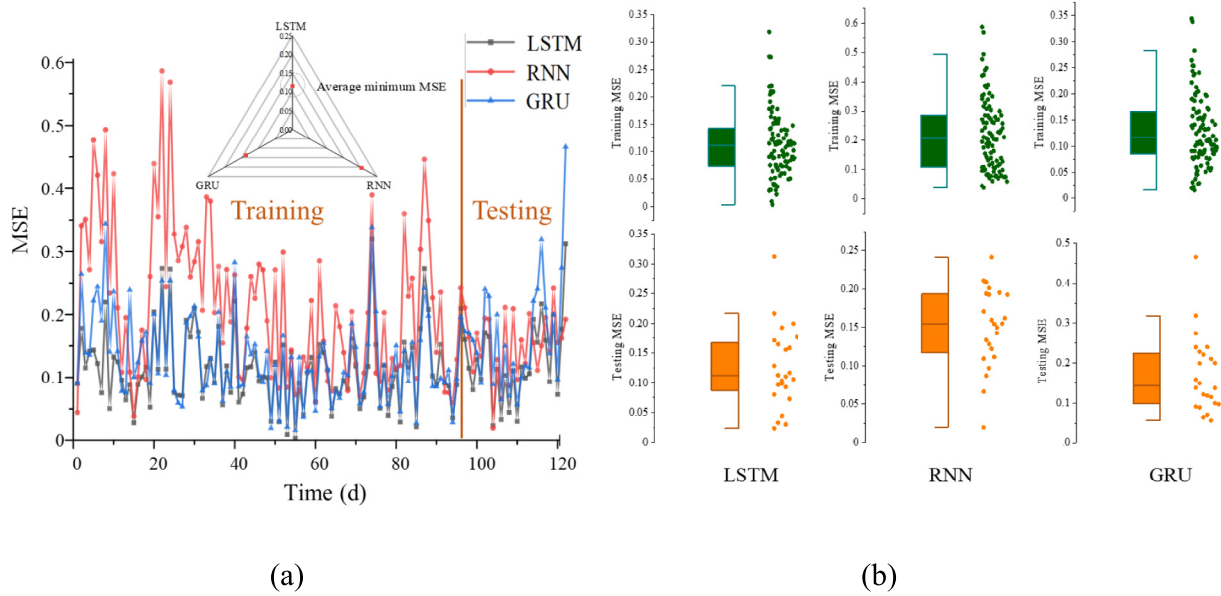 LSTM
RNN
GRU
MSE
0.6
0.5
0.4
0.3
0.2
0.1
0
0 20 40 60 80 100 120
Time (d)
Training
Testing
LSTM
0.25
0.20
0.15
0.10
0.05
0.00
Average minimum MSE
GRU
RNN
(a)
Training MSE
0.35
0.30
0.25
0.20
0.15
0.10
0.05
0
Training MSE
0.6
0.5
0.4
0.3
0.2
0.1
0
Training MSE
0.35
0.30
0.25
0.20
0.15
0.10
0.05
0
Testing MSE
0.35
0.30
0.25
0.20
0.15
0.10
0.05
0
Testing MSE
0.25
0.20
0.15
0.10
0.05
0
Testing MSE
0.5
0.4
0.3
0.2
0.1
0
LSTM
RNN
GRU
(b)